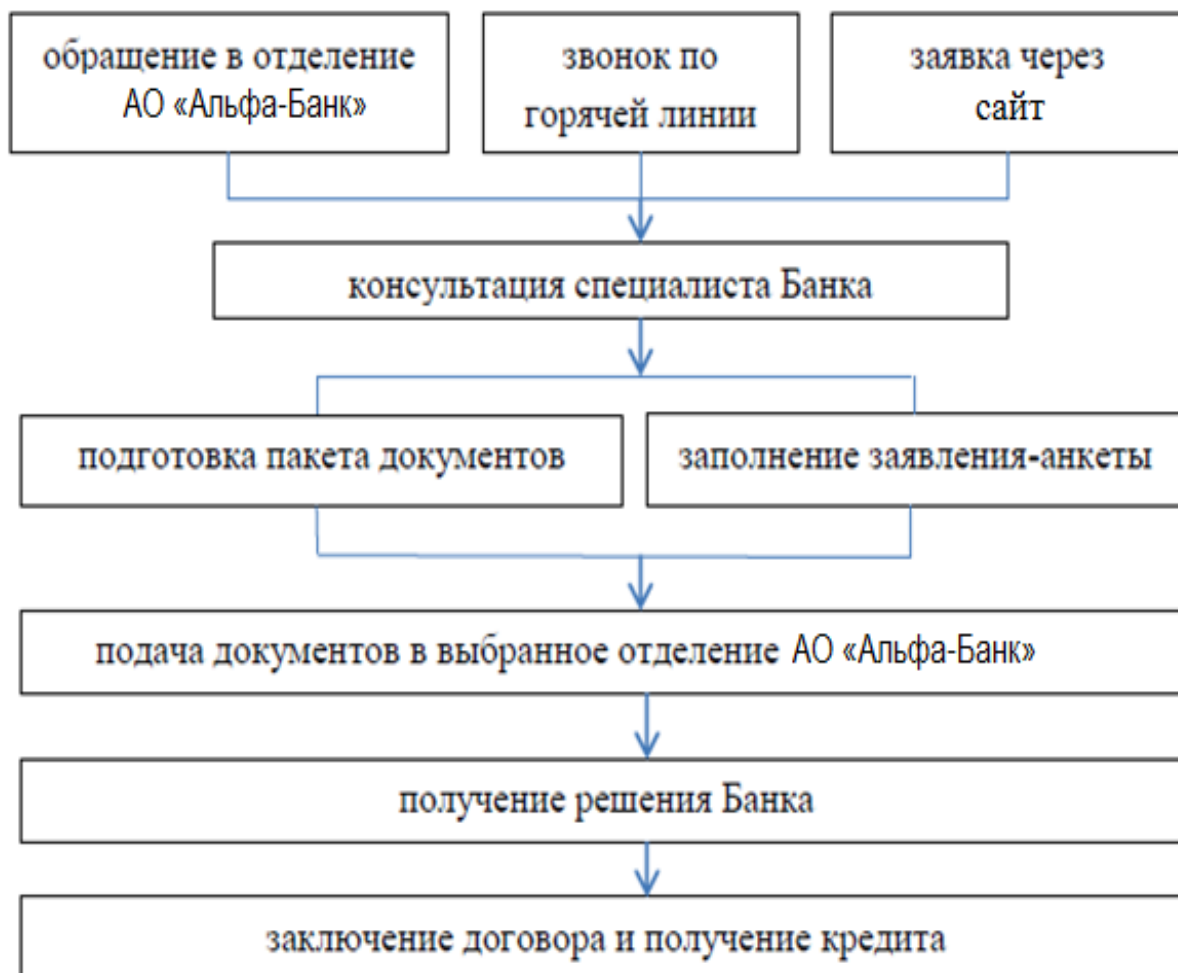 обращение в отделение
АО «Альфа-Банк»
звонок по
горячей линии
заявка через
сайт
консультация специалиста Банка
подготовка пакета документов
заполнение заявления-анкеты
подача документов в выбранное отделение АО «Альфа-Банк»
получение решения Банка
заключение договора и получение кредита